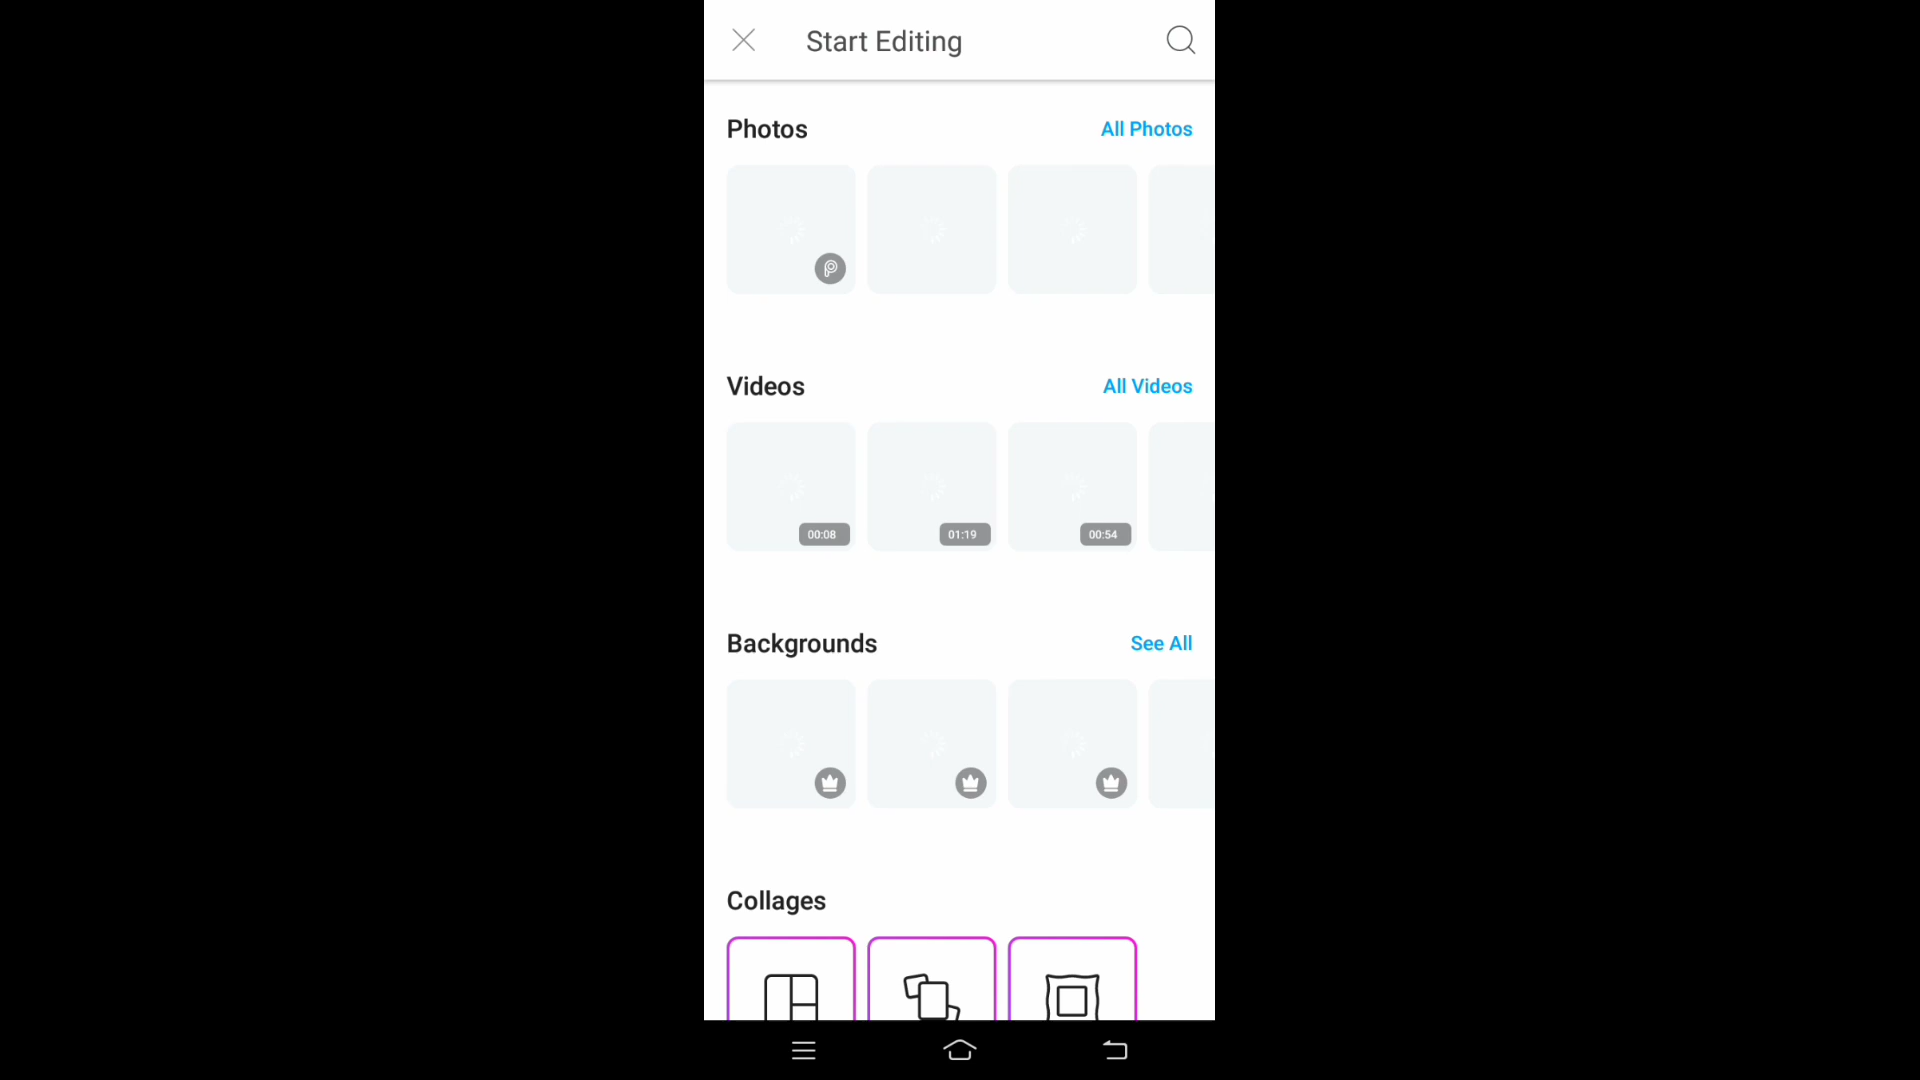 Start Editing
Photos
All Photos
Videos
All Videos
00:08
01:19
00:54
Backgrounds
See All
Collages